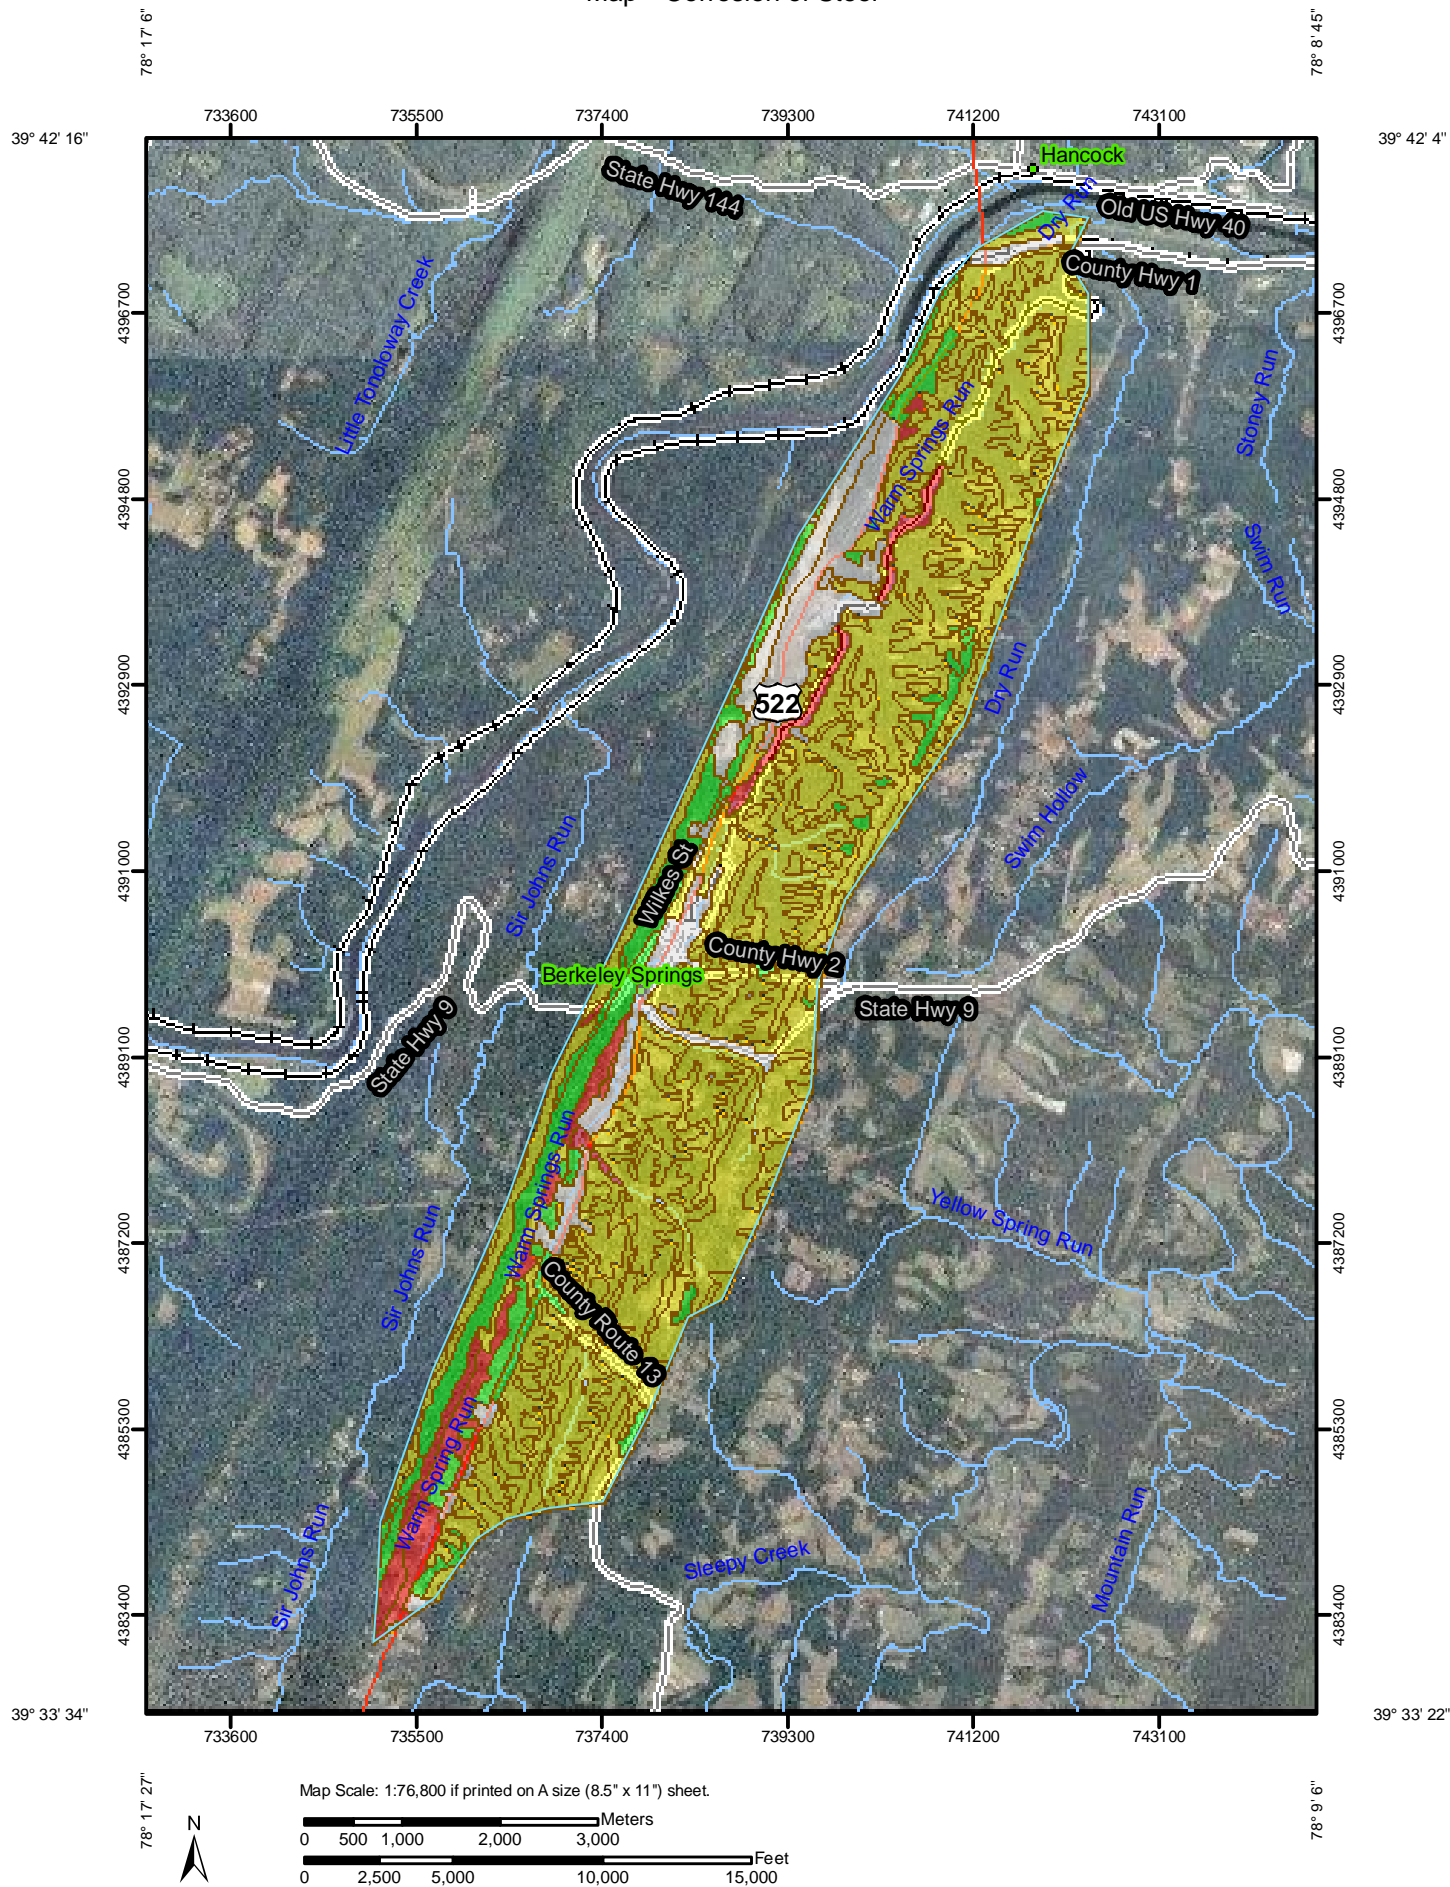 78° 17' 6"
78° 8' 45"
733600 735500 737400 739300 741200 743100
39° 42' 16"
39° 42' 4"
Hancock
State Hwy 144
Dry Run
Old US Hwy 40
County Hwy 1
Little Tonoloway Creek
4396700
4396700
Stoney Run
Warm Springs Run
4394800
4394800
Swim Run
Dry Run
4392900
4392900
522
Swim Hollow
Sir Johns Run
Wilkes St
4391000
4391000
County Hwy 2
Berkeley Springs
State Hwy 9
State Hwy 9
4389100
4389100
Warm Springs Run
Yellow Spring Run
Sir Johns Run
4387200
4387200
County Route 13
Warm Spring Run
4385300
4385300
Sir Johns Run
Sleepy Creek
Mountain Run
4383400
4383400
39° 33' 34"
39° 33' 22"
733600 735500 737400 739300 741200 743100
78° 17' 27"
78° 9' 6"
Map Scale: 1:76,800 if printed on A size (8.5" x 11") sheet.
N
Meters
0 500 1,000 2,000 3,000
Feet
0 2,500 5,000 10,000 15,000